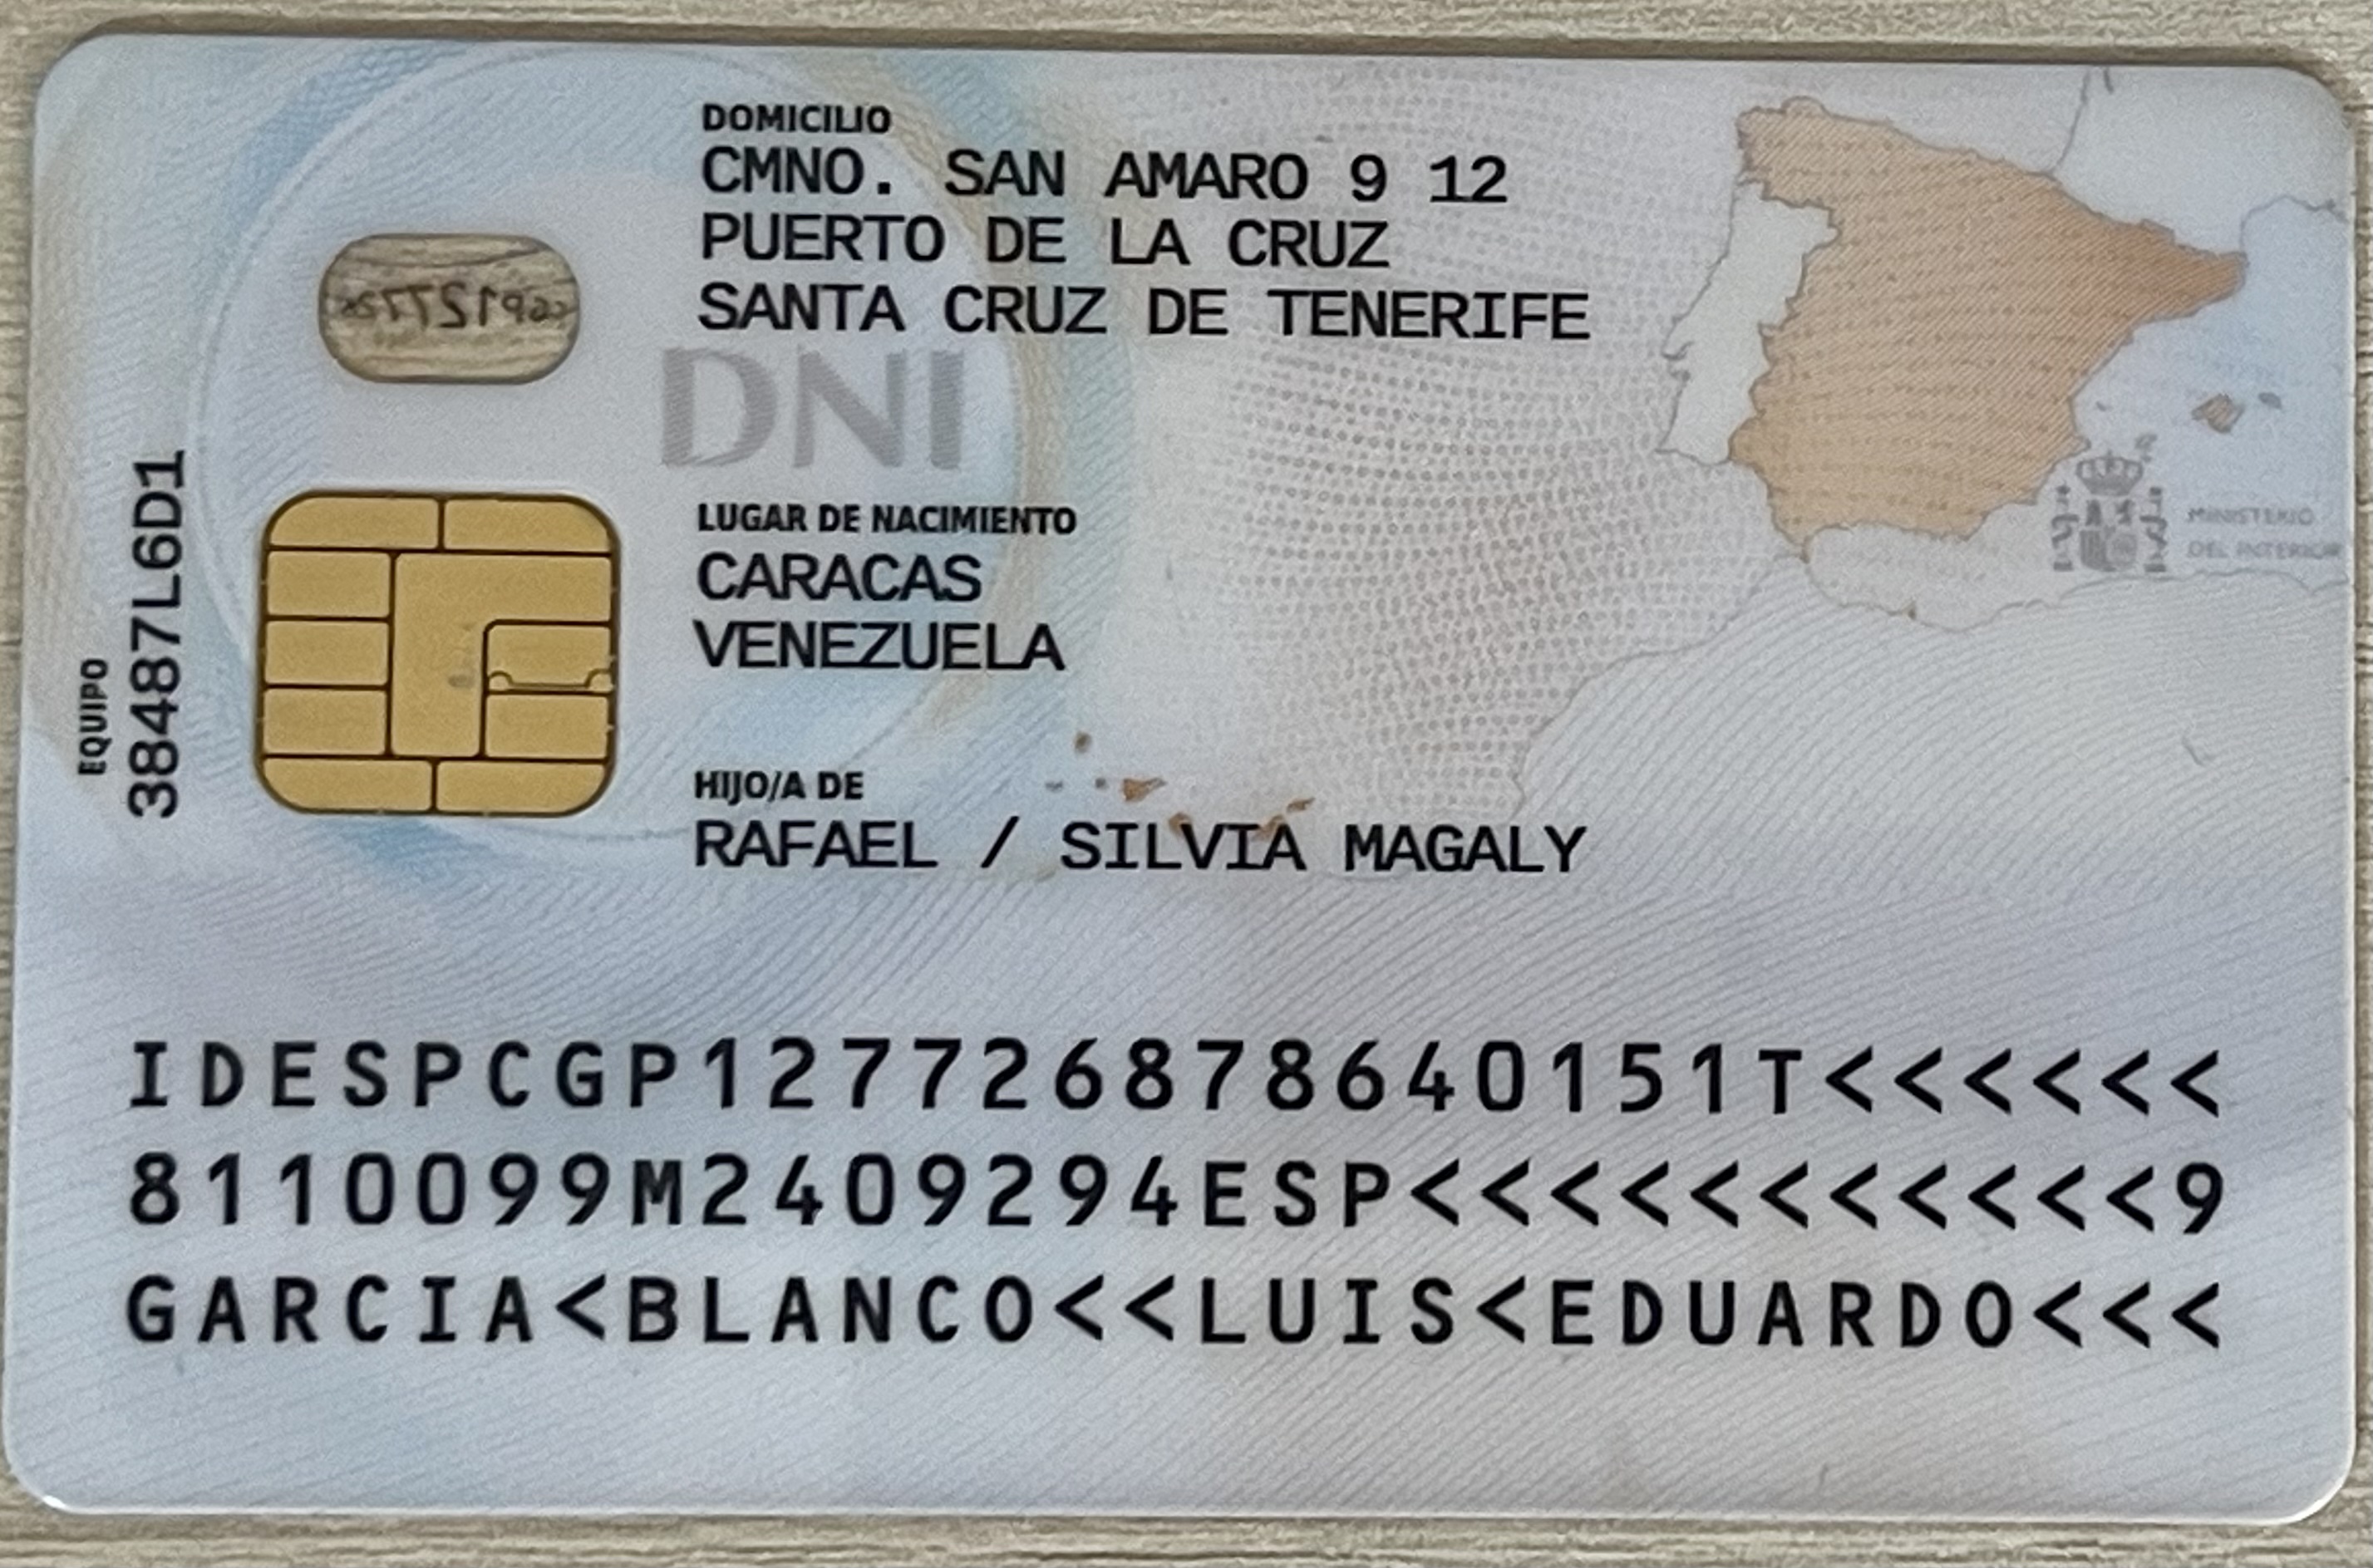 DOMICILIO
CMNO. SAN AMARO 9 12
PUERTO DE LA CRUZ
SANTA CRUZ DE TENERIFE
DNI
LUGAR DE NACIMIENTO
CARACAS
VENEZUELA
MINISTERIO
DEL INTERIOR
EQUIPO
38487L6D1
HIJO/A DE
RAFAEL / SILVIA MAGALY
IDESPCGP127726878640151T<<<<<<
8110099M2409294ESP<<<<<<<<<<<9
GARCIA<BLANCO<<LUIS<EDUARDO<<<